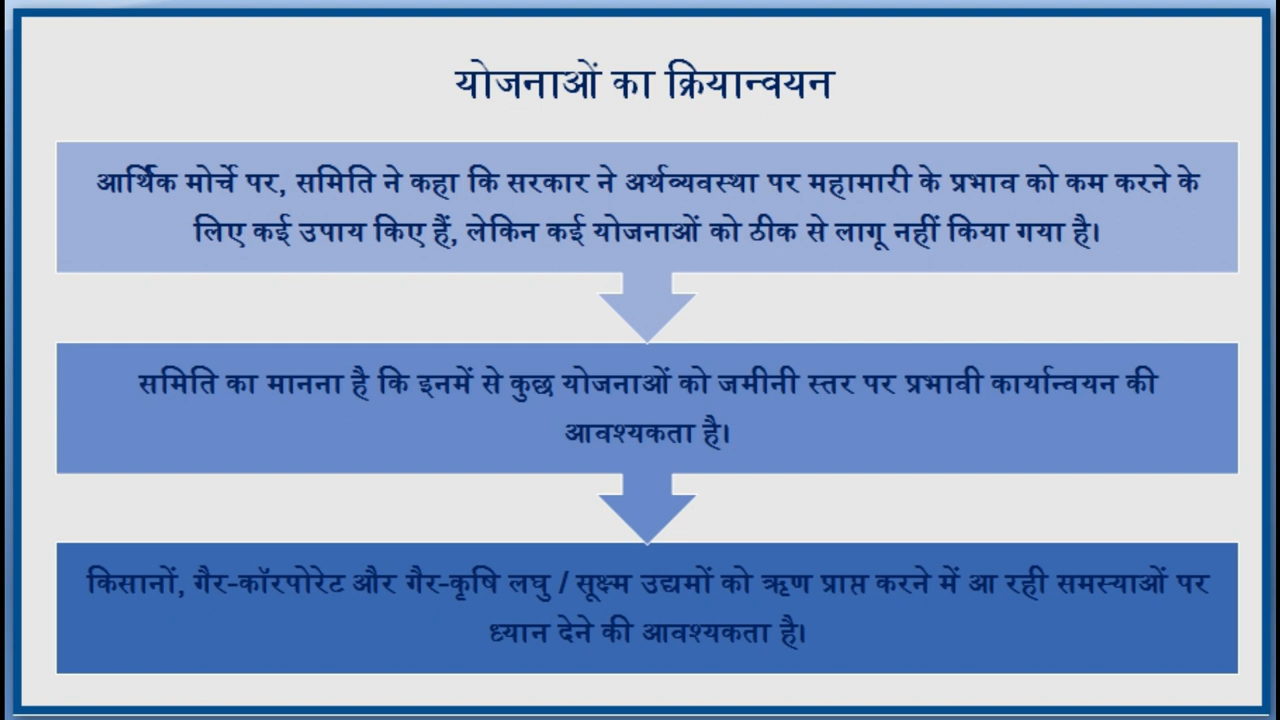 योजनाओं का क्रियान्वयन
आर्थिक मोर्चे पर, समिति ने कहा कि सरकार ने अर्थव्यवस्था पर महामारी के प्रभाव को कम करने के
लिए कई उपाय किए हैं, लेकिन कई योजनाओं को ठीक से लागू नहीं किया गया है।
समिति का मानना है कि इनमें से कुछ योजनाओं को जमीनी स्तर पर प्रभावी कार्यान्वयन की
आवश्यकता है।
किसानों, गैर-कॉरपोरेट और गैर-कृषि लघु / सूक्ष्म उद्यमों को ऋण प्राप्त करने में आ रही समस्याओं पर
ध्यान देने की आवश्यकता है।